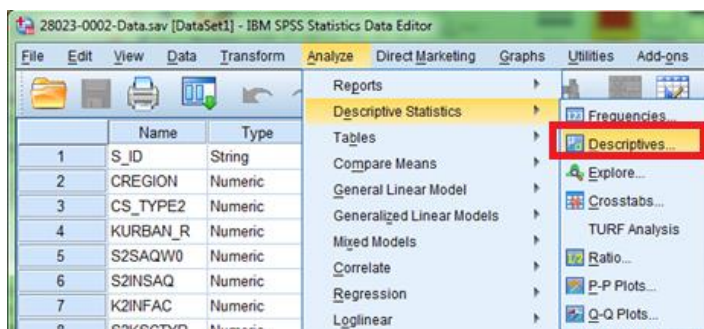 28023-0002-Data.sav [DataSet1] - IBM SPSS Statistics Data Editor
File Edit View Data Transform Analyze Direct Marketing Graphs Utilities Add-ons
Name Type
1 S_ID String
2 CREGION Numeric
3 CS_TYPE2 Numeric
4 KURBAN_R Numeric
5 S2SAQW0 Numeric
6 S2INSAQ Numeric
7 K2INFAC Numeric
Reports
Descriptive Statistics
Tables
Compare Means
General Linear Model
Generalized Linear Models
Mixed Models
Correlate
Regression
Loglinear
Frequencies...
Descriptives...
Explore...
Crosstabs...
TURF Analysis
Ratio...
P-P Plots...
Q-Q Plots...